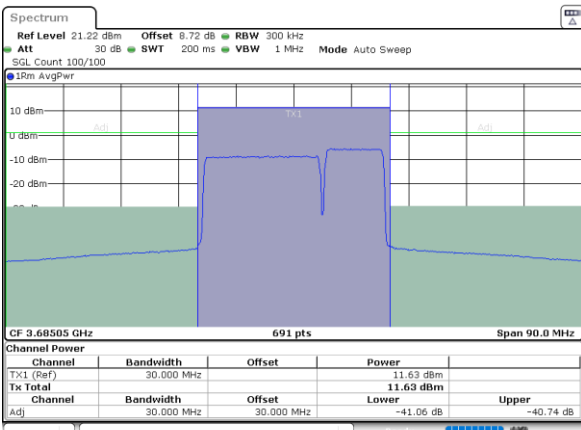 Spectrum
Ref Level 21.22 dBm Offset 8.72 dB RBW 300 kHz
Att 30 dB SWT 200 ms VBW 1 MHz Mode Auto Sweep
SGL Count 100/100
1Rm AvgPwr
10 dBm
TX1
Adj Adj
0 dBm
-10 dBm
-20 dBm
CF 3.68505 GHz 691 pts Span 90.0 MHz
Channel Power
Channel Bandwidth Offset Power
TX1 (Ref) 30.000 MHz 11.63 dBm
Tx Total 11.63 dBm
Channel Bandwidth Offset Lower Upper
Adj 30.000 MHz 30.000 MHz -41.06 dB -40.74 dB